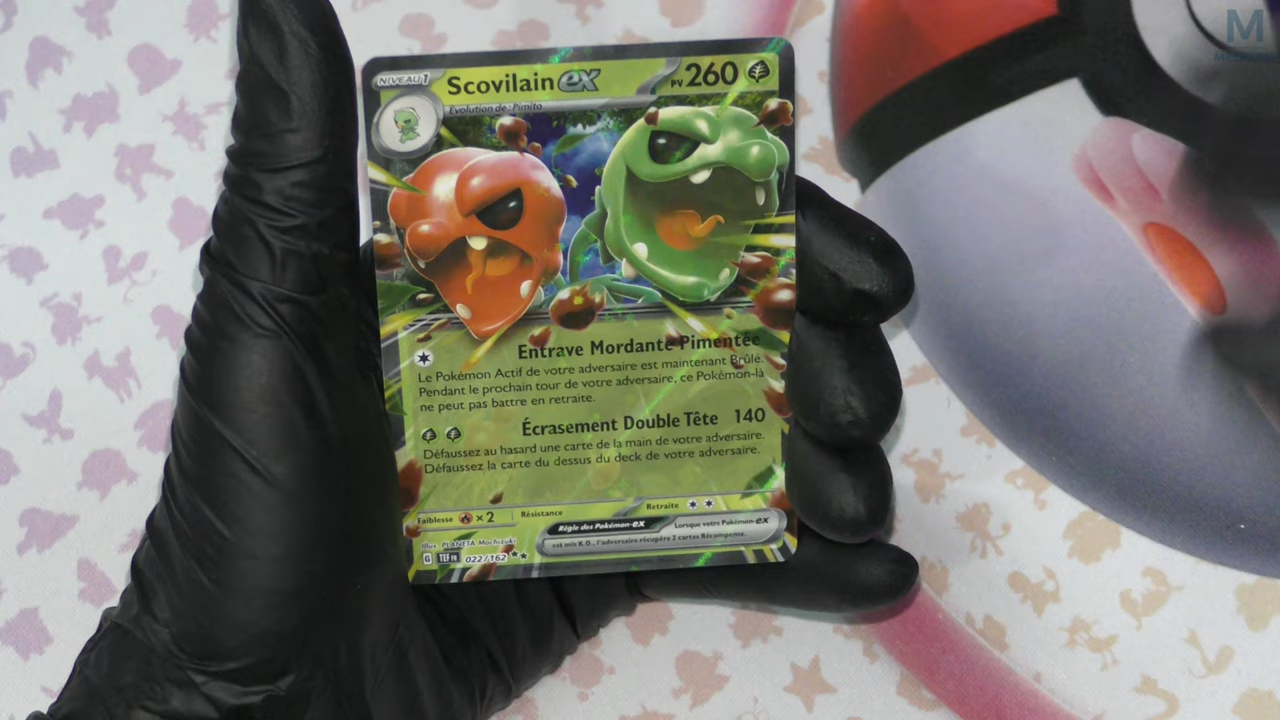 NIVEAU 1
Scovilain ex
PV 260
Évolution de : Pimito
Entrave Mordante Pimentée
Le Pokémon Actif de votre adversaire est maintenant Brûlé.
Pendant le prochain tour de votre adversaire, ce Pokémon-là
ne peut pas battre en retraite.
Écrasement Double Tête 140
Défaussez au hasard une carte de la main de votre adversaire.
Défaussez la carte du dessus du deck de votre adversaire.
Faiblesse ×2 Résistance Retraite
Règle des Pokémon-ex Lorsque votre Pokémon-ex
est mis K.O., l'adversaire récupère 2 cartes Récompense.
Illus. PLANETA Mochizuki
G TEF FR 022/162
M